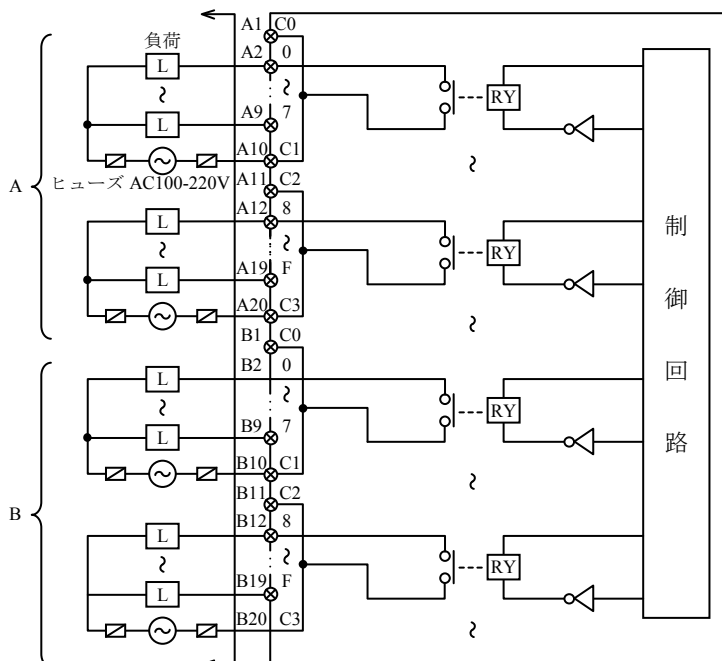 A1 C0
負荷
L A2 0
RY
L A9 7
A10 C1
ヒューズ AC100-220V
A11 C2
A
L A12 8
RY
L A19 F
A20 C3
制御回路
B1 C0
L B2 0
RY
L B9 7
B10 C1
B11 C2
B
L B12 8
RY
L B19 F
B20 C3